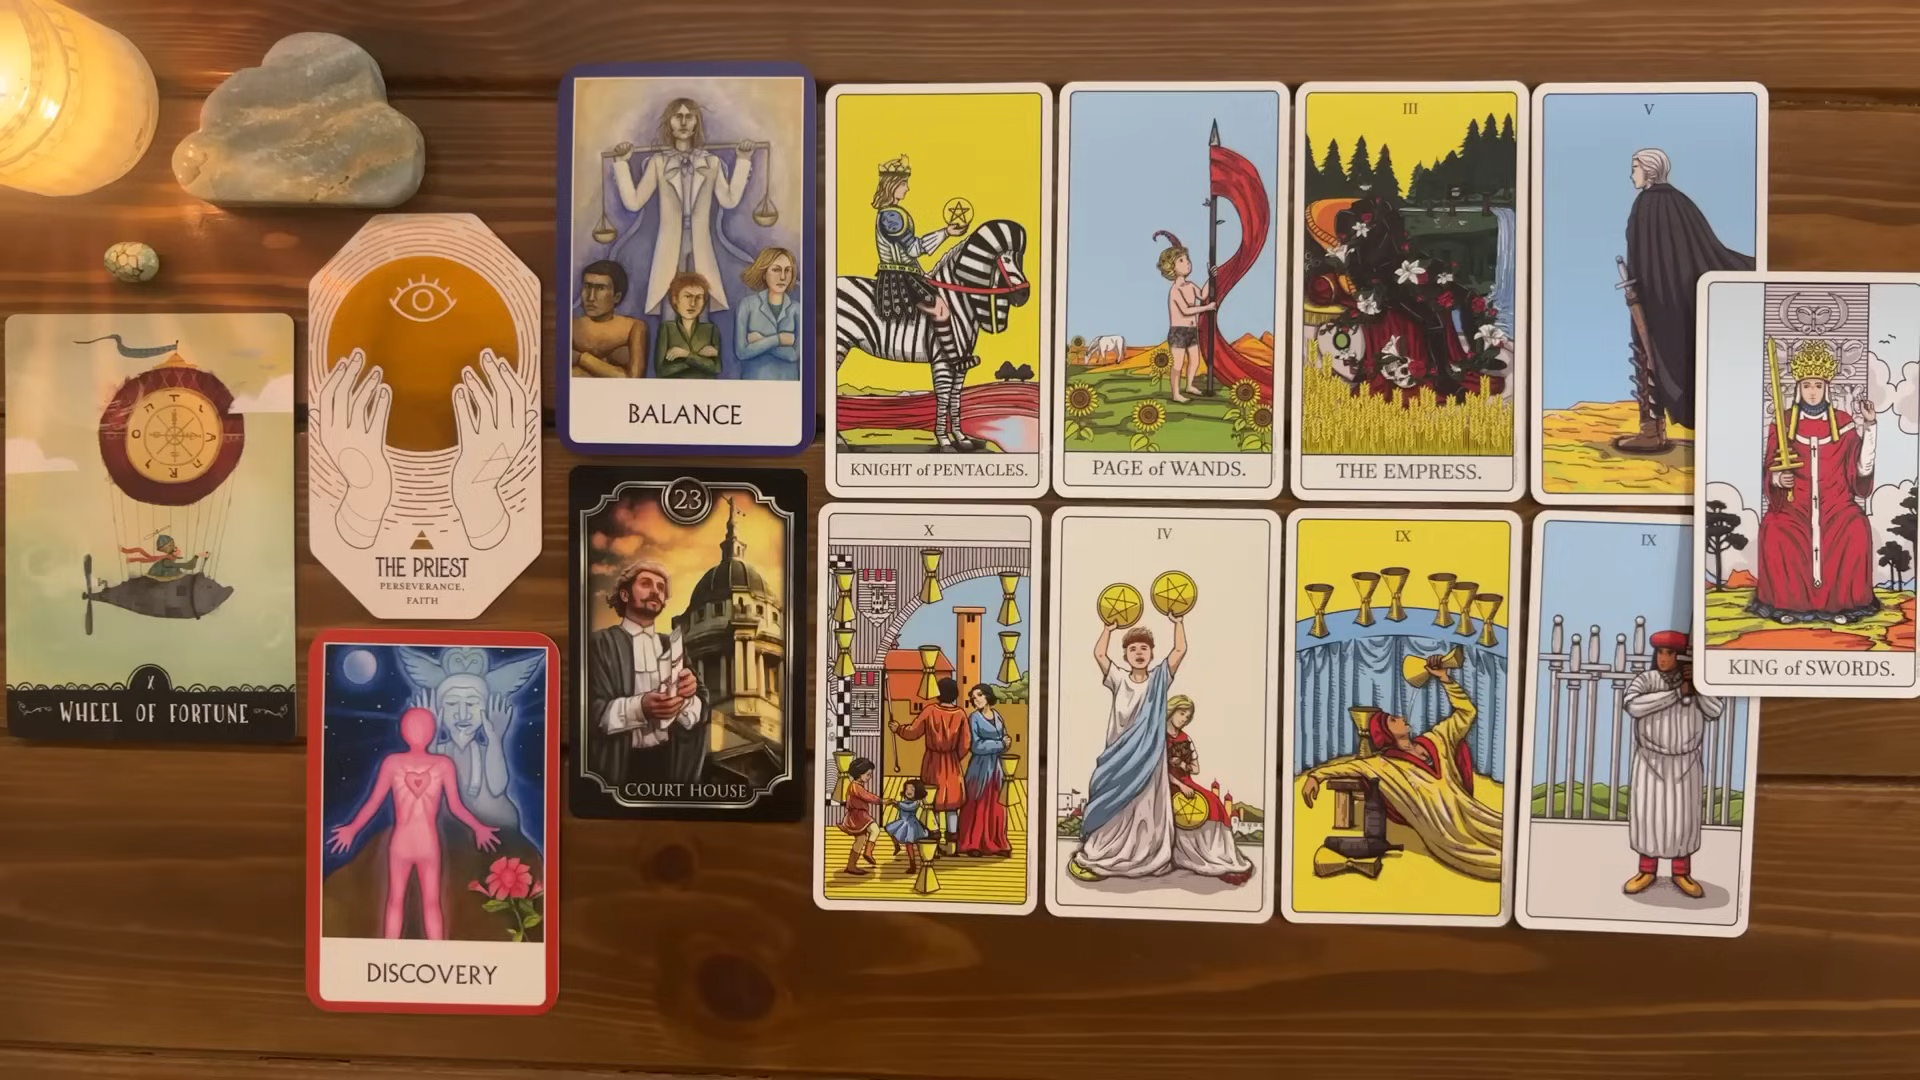 X
WHEEL OF FORTUNE
THE PRIEST
PERSEVERANCE,
FAITH
DISCOVERY
BALANCE
23
COURT HOUSE
KNIGHT of PENTACLES.
PAGE of WANDS.
III
THE EMPRESS.
V
X
IV
IX
IX
KING of SWORDS.